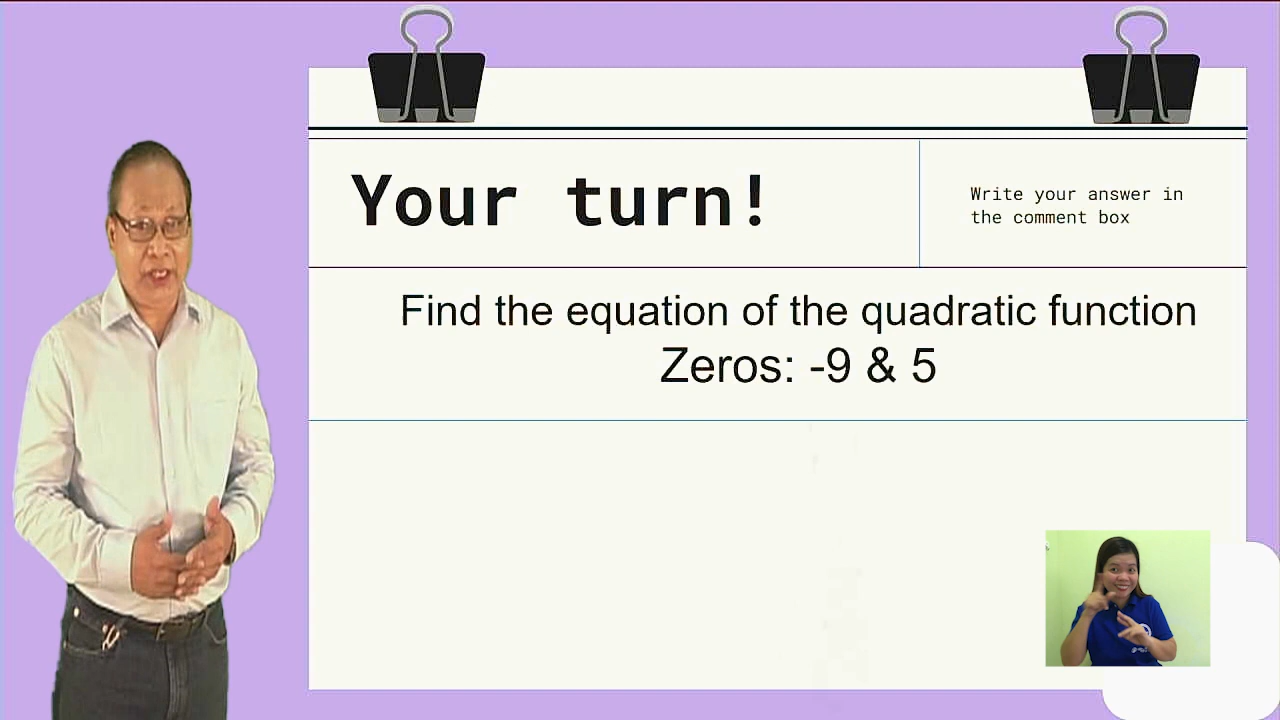 Your turn!
Write your answer in
the comment box
Find the equation of the quadratic function
Zeros: -9 & 5